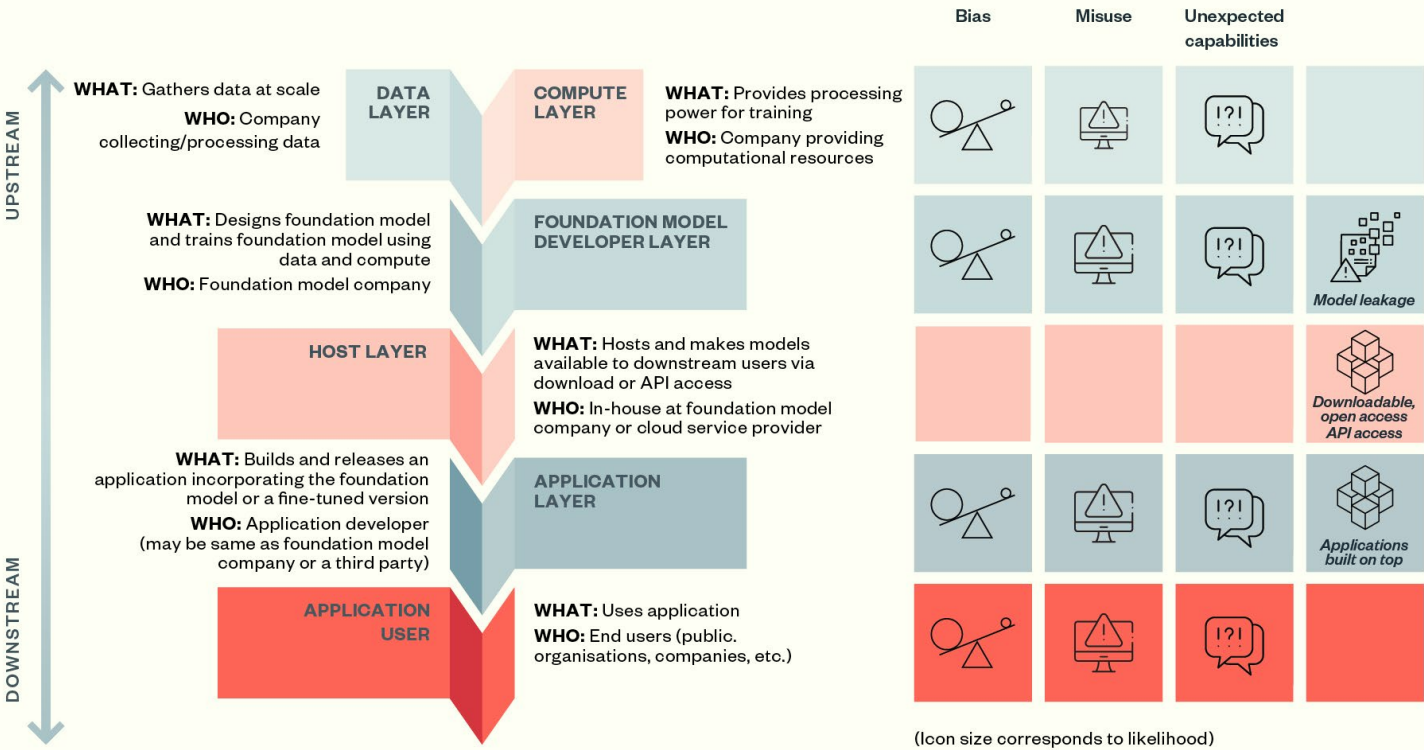 Bias
Misuse
Unexpected
capabilities
UPSTREAM
DOWNSTREAM
WHAT: Gathers data at scale
WHO: Company
collecting/processing data
DATA
LAYER
COMPUTE
LAYER
WHAT: Provides processing
power for training
WHO: Company providing
computational resources
!?!
WHAT: Designs foundation model
and trains foundation model using
data and compute
WHO: Foundation model company
FOUNDATION MODEL
DEVELOPER LAYER
!?!
Model leakage
HOST LAYER
WHAT: Hosts and makes models
available to downstream users via
download or API access
WHO: In-house at foundation model
company or cloud service provider
Downloadable,
open access
API access
WHAT: Builds and releases an
application incorporating the foundation
model or a fine-tuned version
WHO: Application developer
(may be same as foundation model
company or a third party)
APPLICATION
LAYER
!?!
Applications
built on top
APPLICATION
USER
WHAT: Uses application
WHO: End users (public.
organisations, companies, etc.)
!?!
(Icon size corresponds to likelihood)